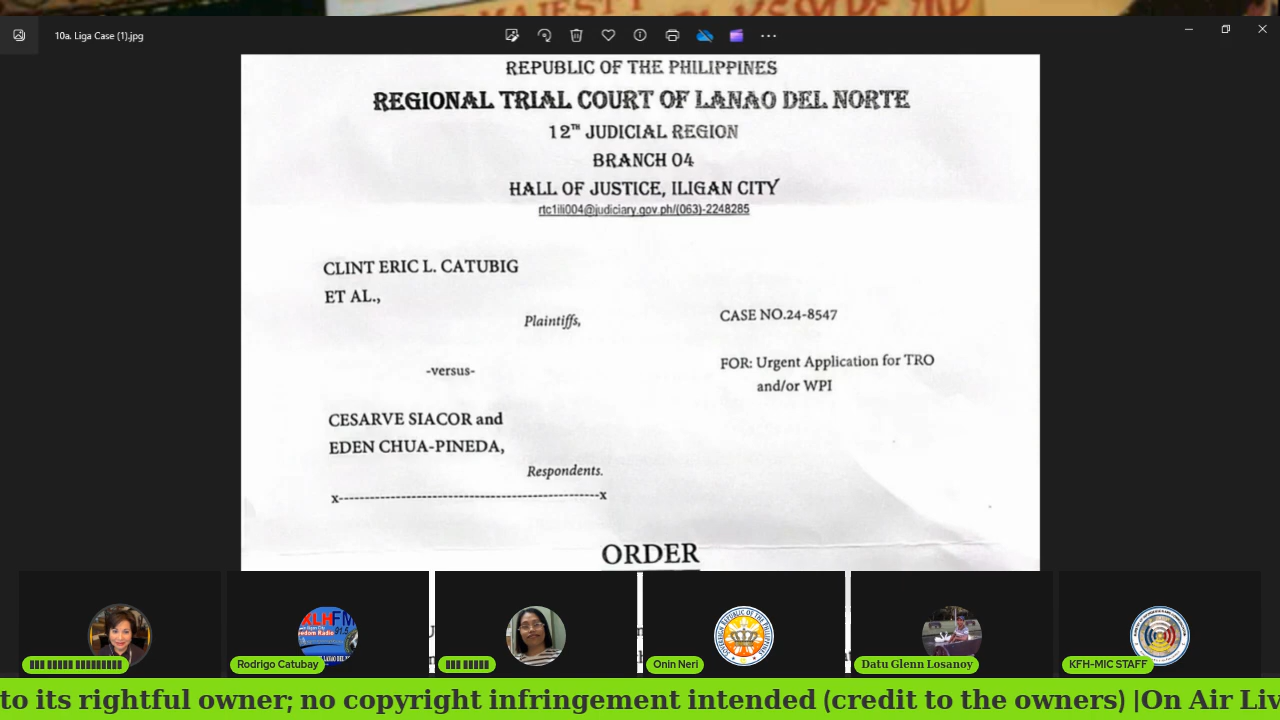 MAJESTY
10a. Liga Case (1).jpg
REPUBLIC OF THE PHILIPPINES
REGIONAL TRIAL COURT OF LANAO DEL NORTE
12TH JUDICIAL REGION
BRANCH 04
HALL OF JUSTICE, ILIGAN CITY
rtc1ili004@judiciary.gov.ph/(063)-2248285
CLINT ERIC L. CATUBIG
ET AL.,
Plaintiffs,
CASE NO.24-8547
-versus-
FOR: Urgent Application for TRO
and/or WPI
CESARVE SIACOR and
EDEN CHUA-PINEDA,
Respondents.
x--------------------------------------------------x
ORDER
Rodrigo Catubay
Onin Neri
Datu Glenn Losanoy
KFH-MIC STAFF
to its rightful owner; no copyright infringement intended (credit to the owners) |On Air Liv